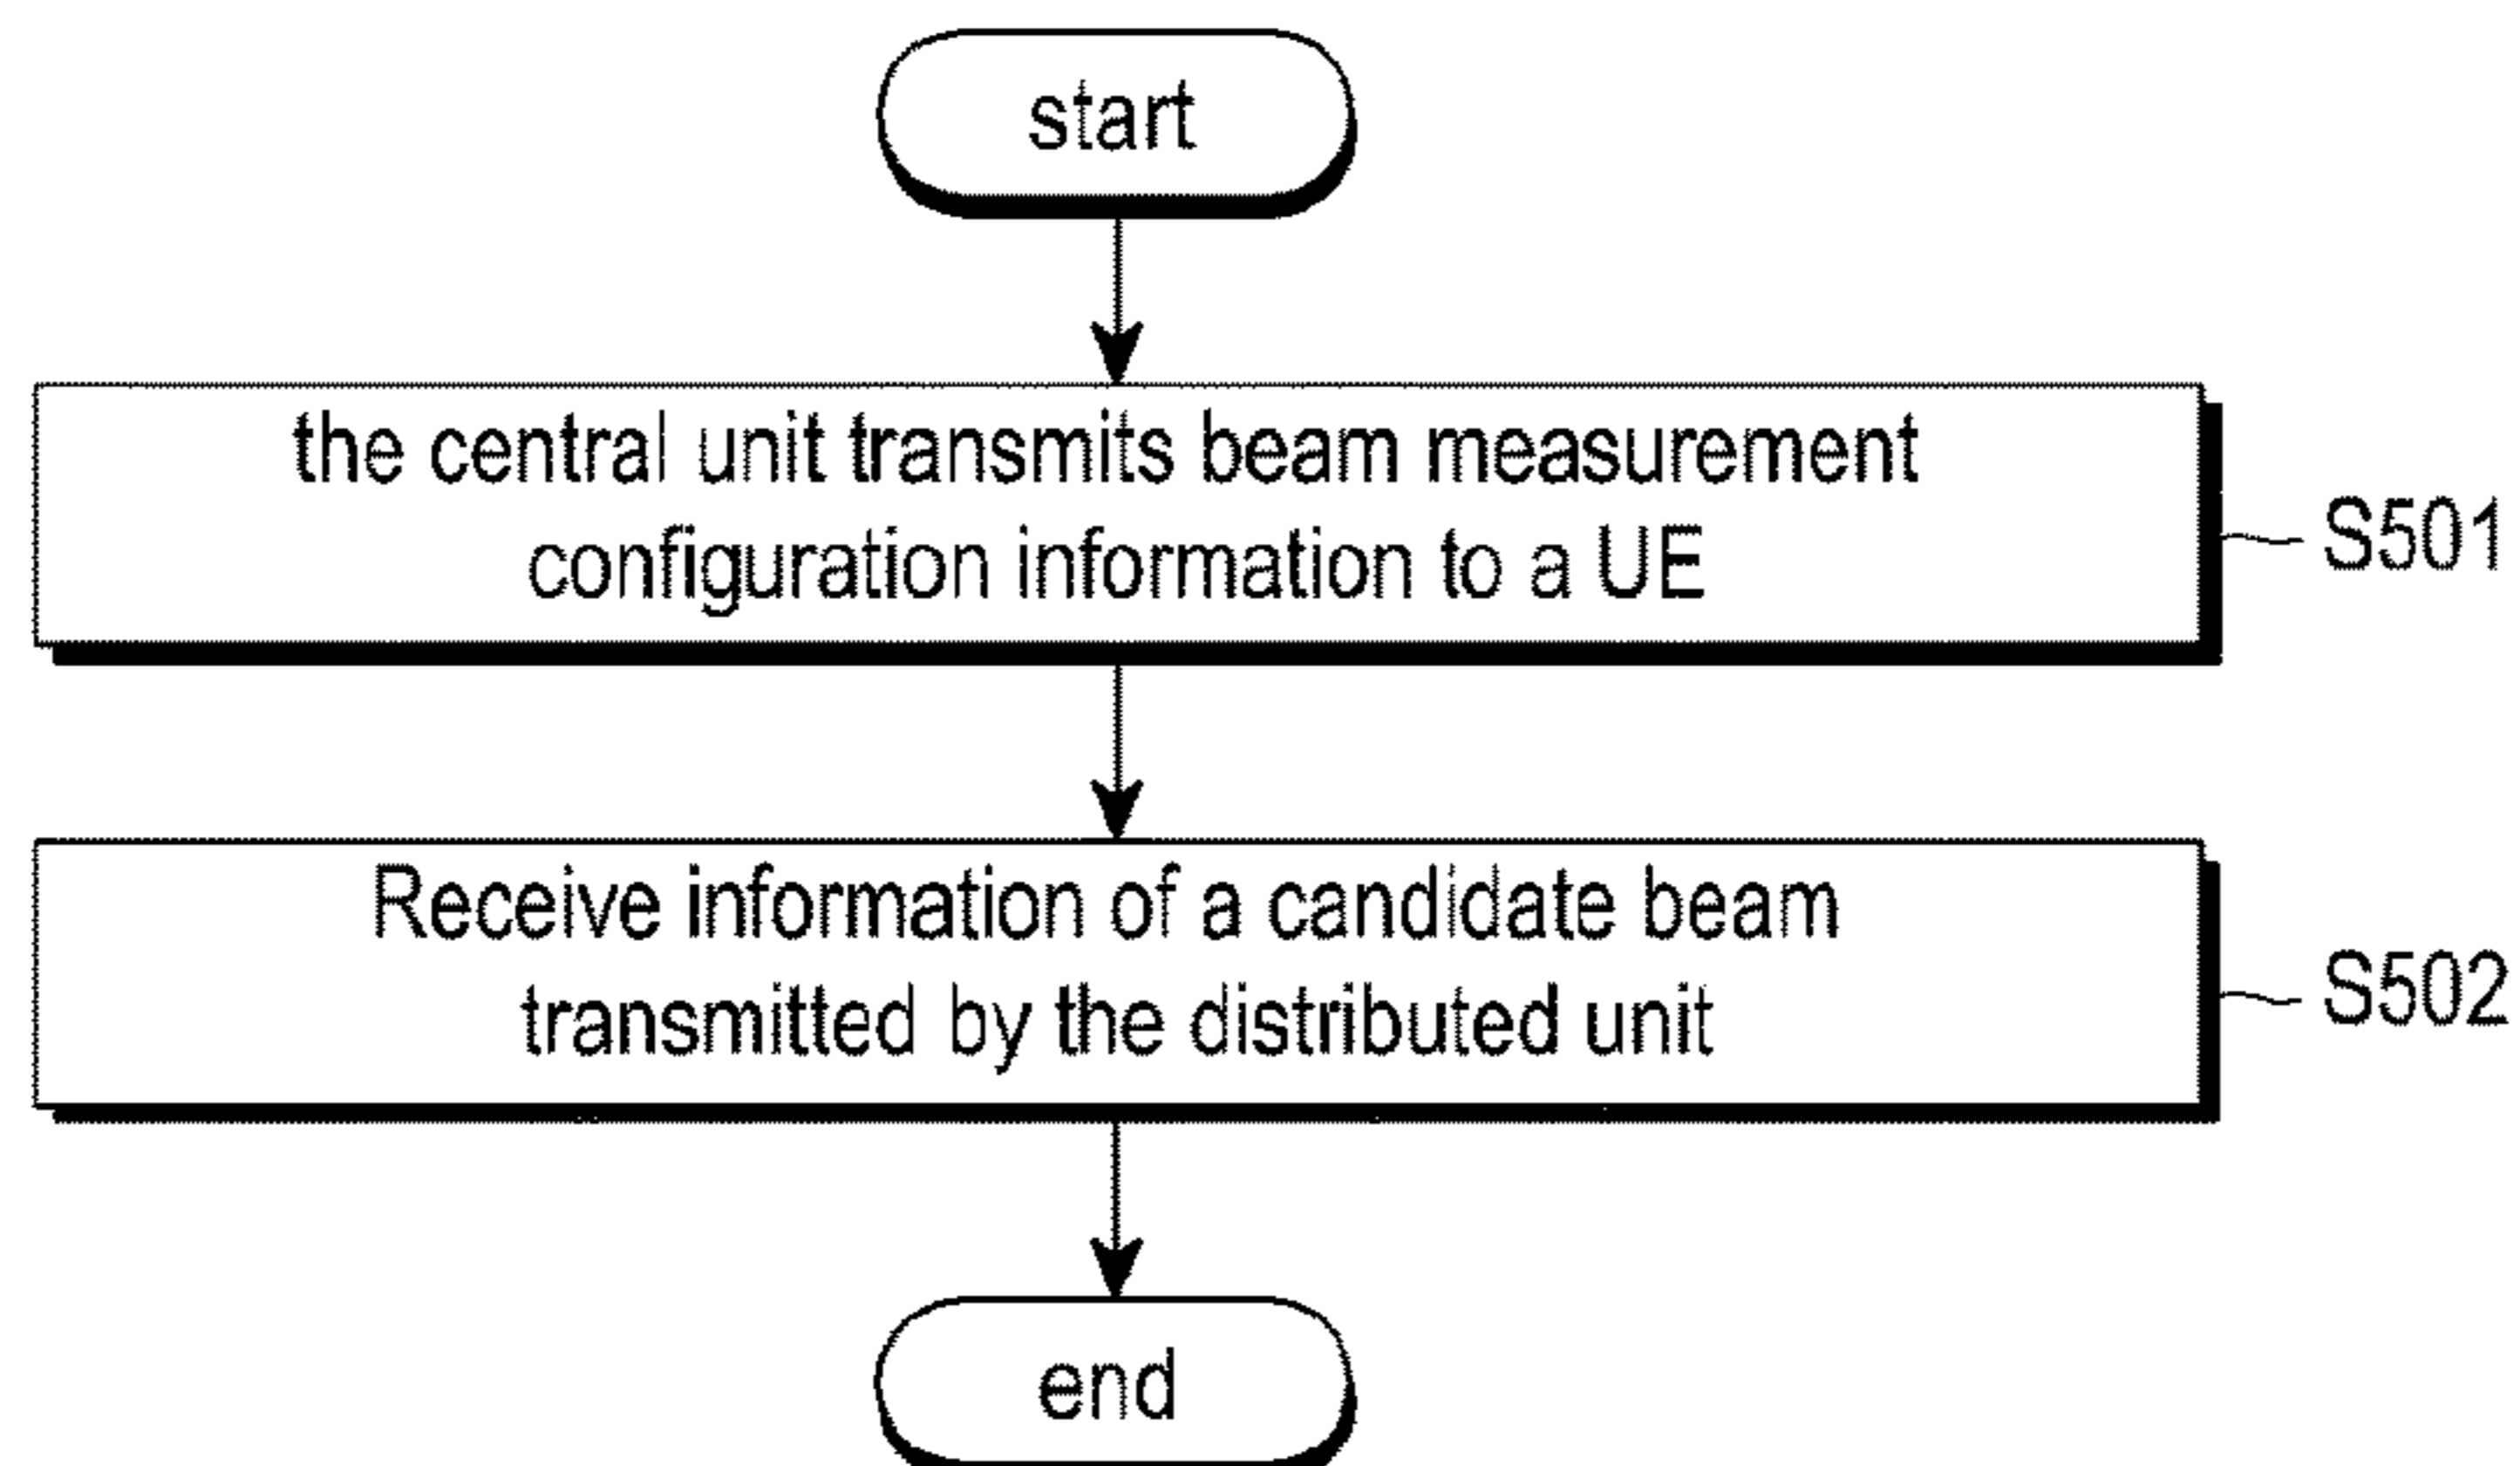 start
the central unit transmits beam measurement
configuration information to a UE
S501
Receive information of a candidate beam
transmitted by the distributed unit
S502
end